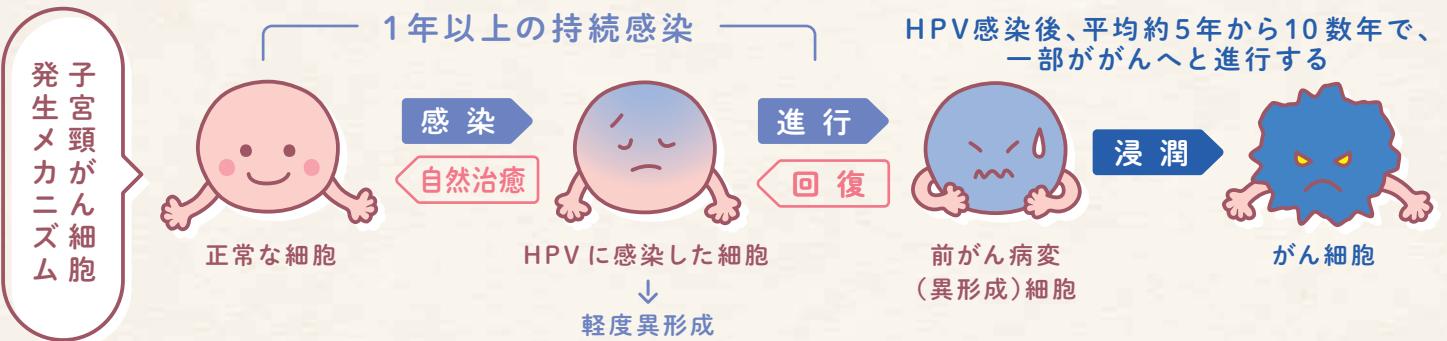 子宮頸がん細胞
発生メカニズム
1年以上の持続感染
HPV感染後、平均約5年から10数年で、
一部ががんへと進行する
感染
自然治癒
進行
回復
浸潤
正常な細胞
HPVに感染した細胞
↓
軽度異形成
前がん病変
（異形成）細胞
がん細胞